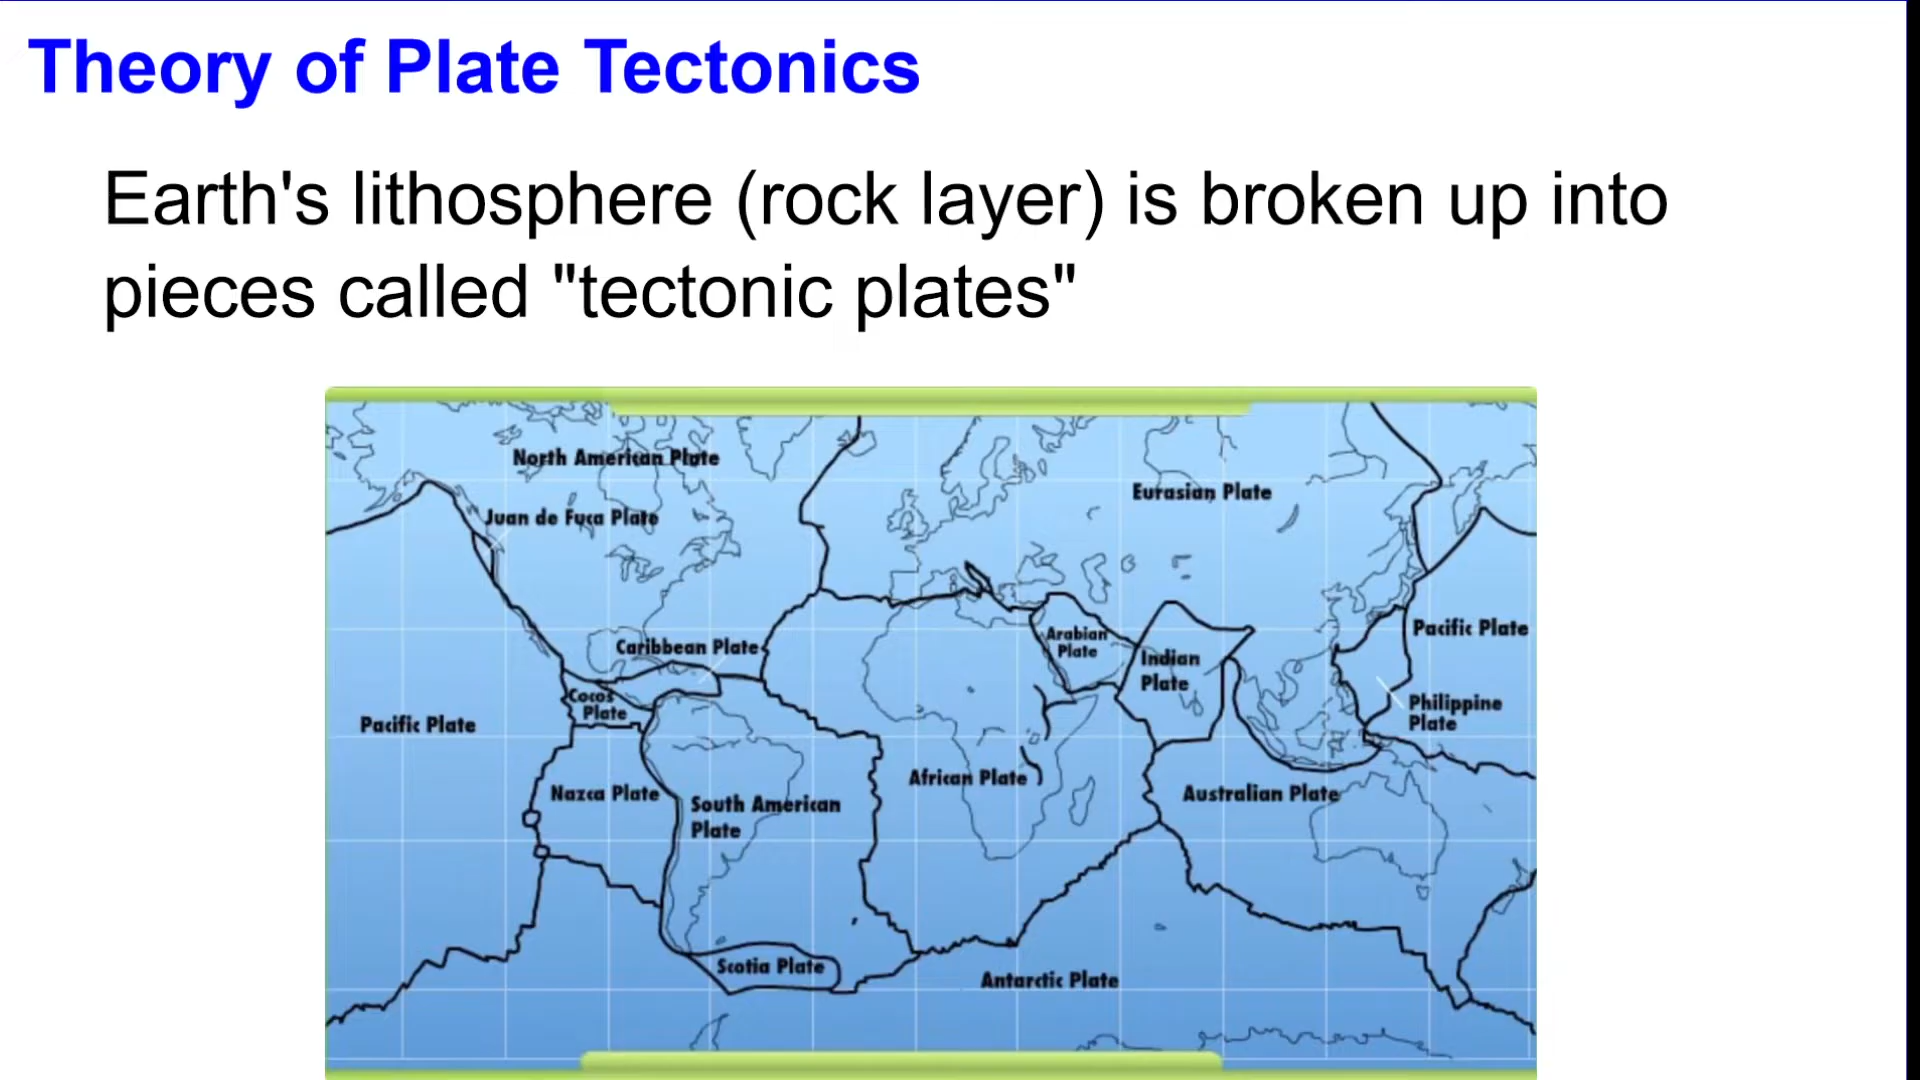 Theory of Plate Tectonics
Earth's lithosphere (rock layer) is broken up into
pieces called "tectonic plates"
North American Plate
Eurasian Plate
Juan de Fuca Plate
Caribbean Plate
Arabian
Plate
Indian
Plate
Pacific Plate
Cocos
Plate
Pacific Plate
Philippine
Plate
Nazca Plate
South American
Plate
African Plate
Australian Plate
Scotia Plate
Antarctic Plate